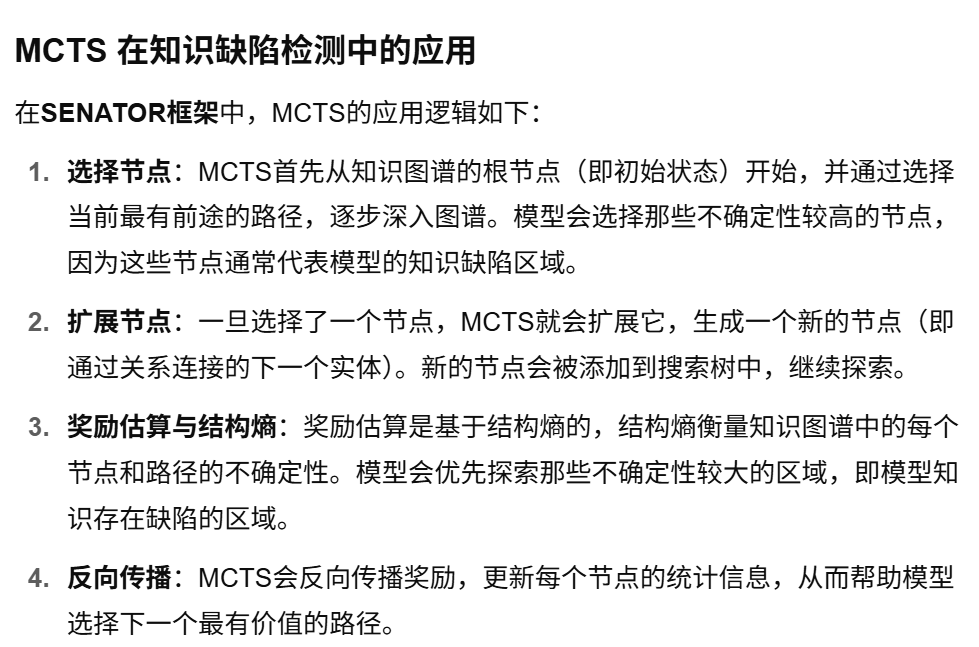 MCTS 在知识缺陷检测中的应用
在SENATOR框架中，MCTS的应用逻辑如下：
1. 选择节点：MCTS首先从知识图谱的根节点（即初始状态）开始，并通过选择
当前最有前途的路径，逐步深入图谱。模型会选择那些不确定性较高的节点，
因为这些节点通常代表模型的知识缺陷区域。
2. 扩展节点：一旦选择了一个节点，MCTS就会扩展它，生成一个新的节点（即
通过关系连接的下一个实体）。新的节点会被添加到搜索树中，继续探索。
3. 奖励估算与结构熵：奖励估算是基于结构熵的，结构熵衡量知识图谱中的每个
节点和路径的不确定性。模型会优先探索那些不确定性较大的区域，即模型知
识存在缺陷的区域。
4. 反向传播：MCTS会反向传播奖励，更新每个节点的统计信息，从而帮助模型
选择下一个最有价值的路径。